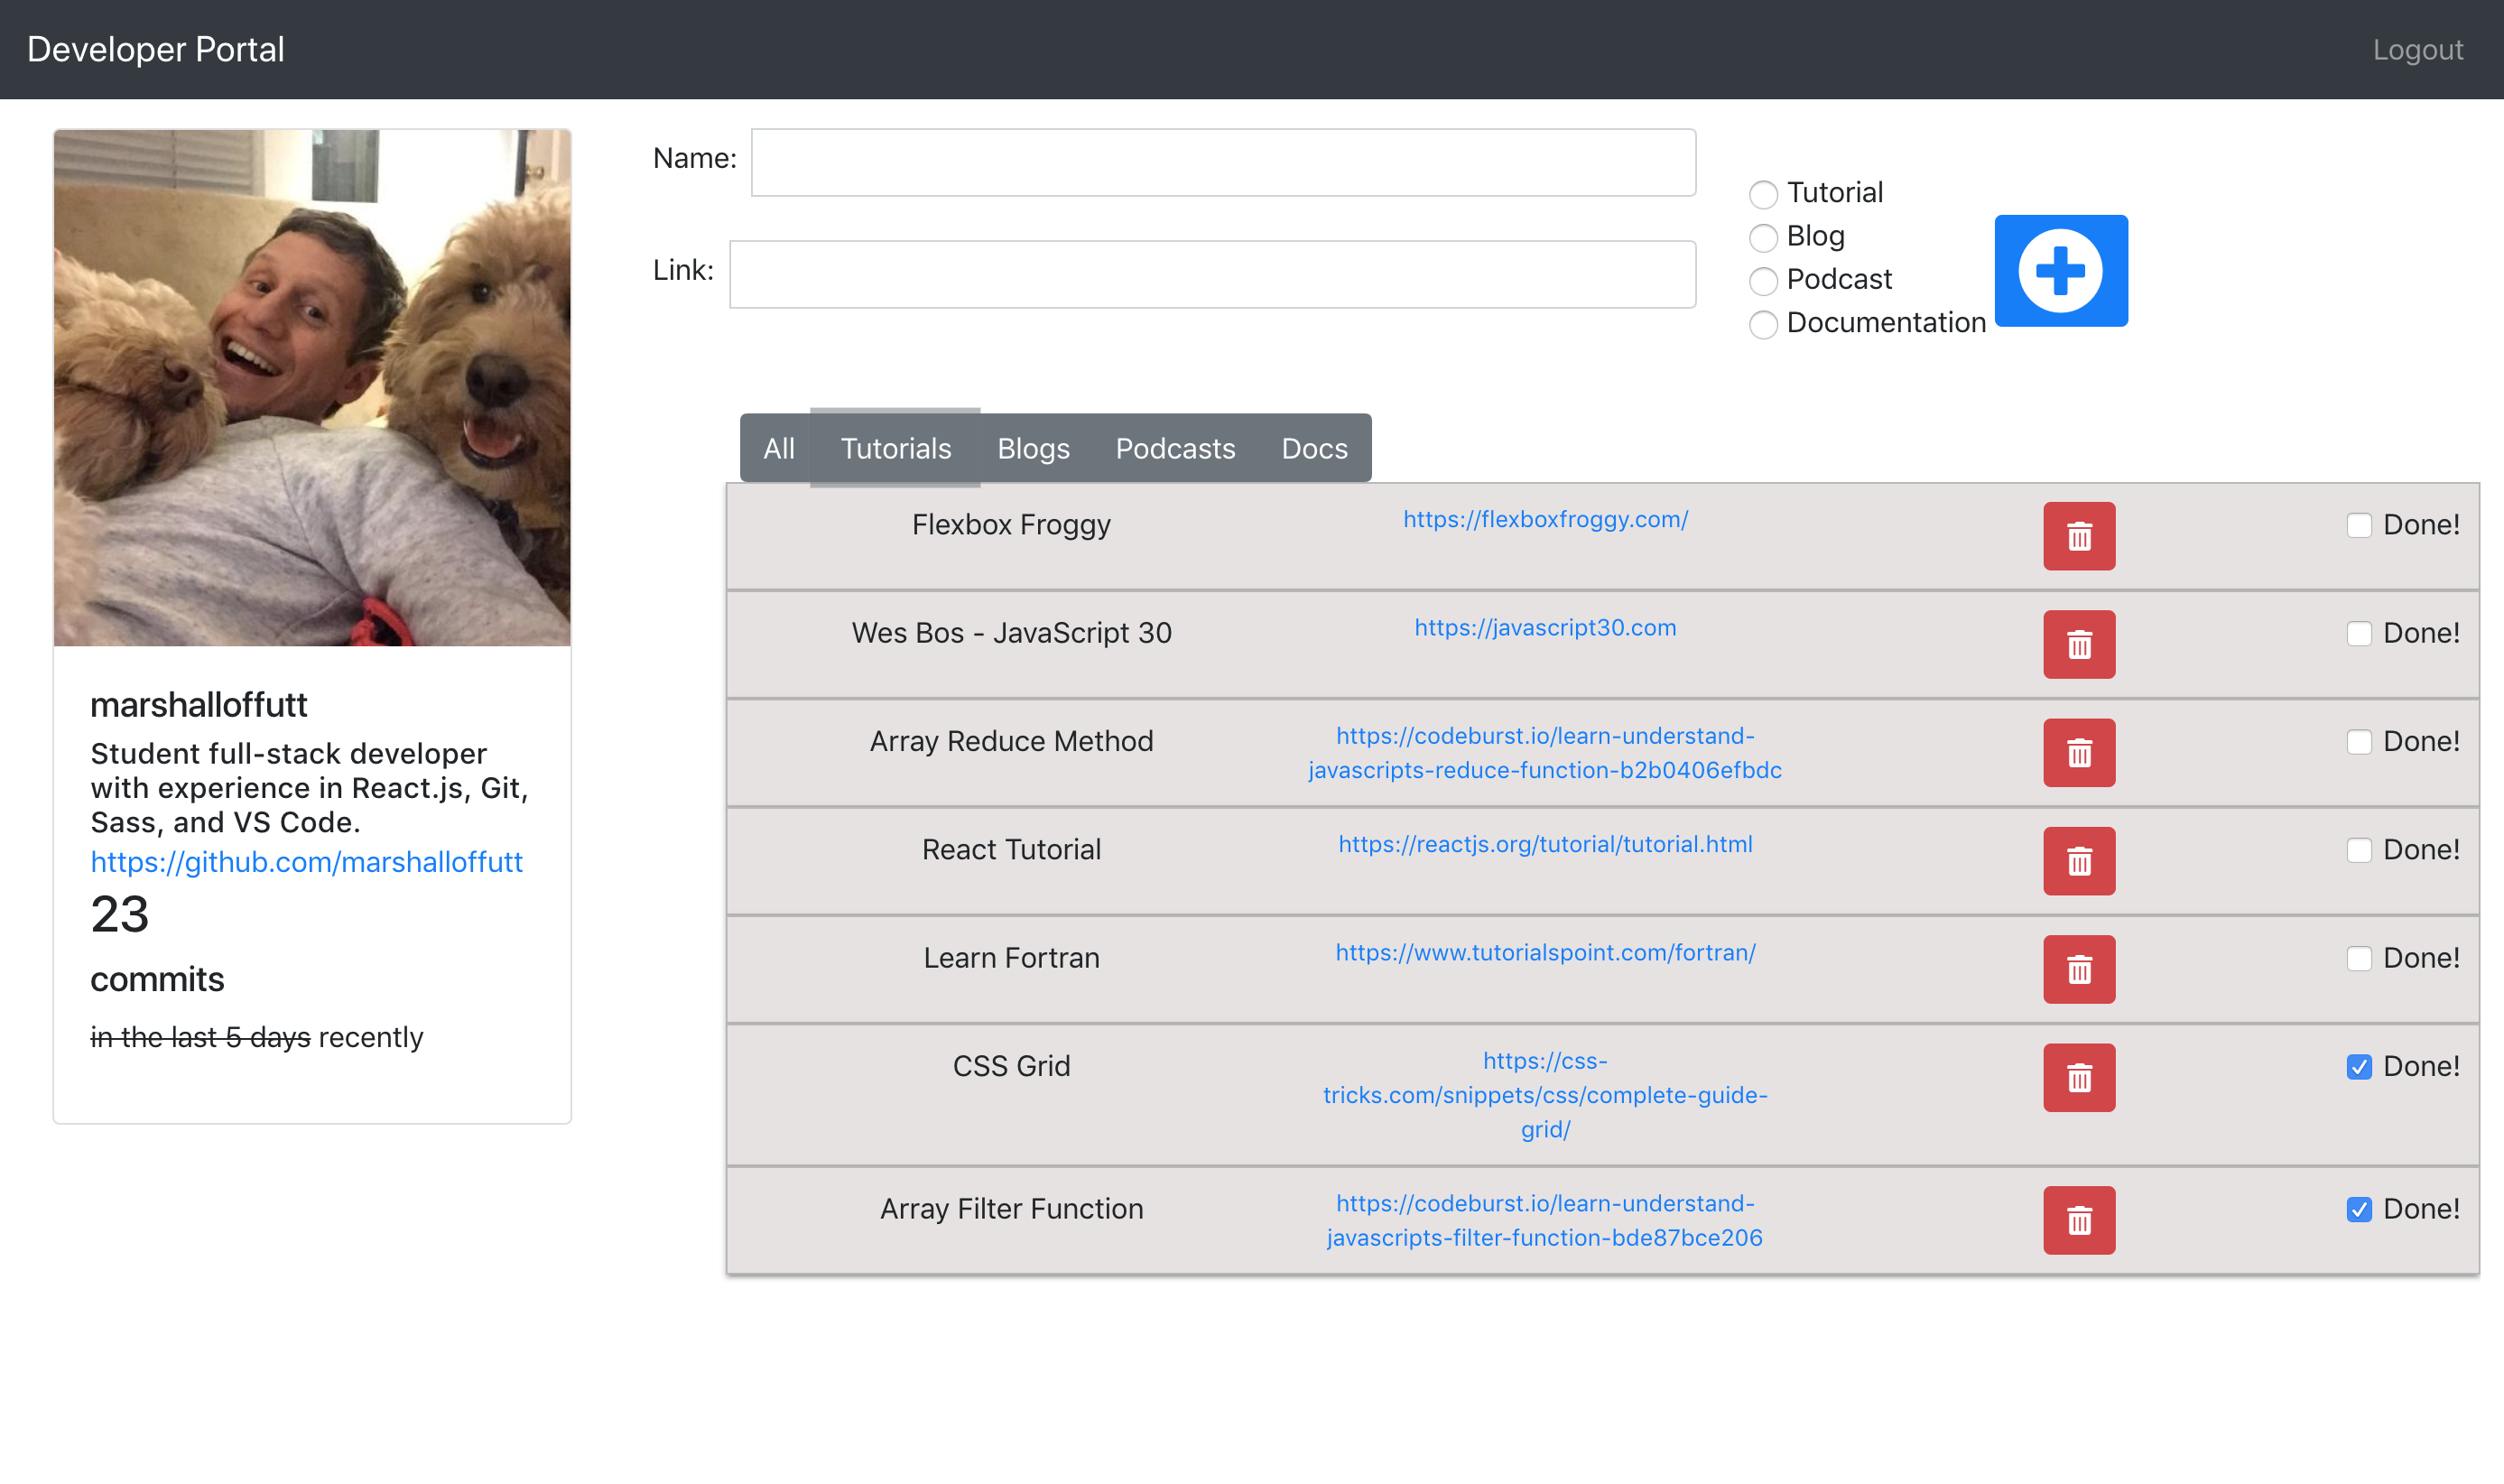 Developer Portal
Logout
Name:
Link:
Tutorial
Blog
Podcast
Documentation
marshalloffutt
Student full-stack developer
with experience in React.js, Git,
Sass, and VS Code.
https://github.com/marshalloffutt
23
commits
in the last 5 days recently
All Tutorials Blogs Podcasts Docs
Flexbox Froggy
https://flexboxfroggy.com/
Done!
Wes Bos - JavaScript 30
https://javascript30.com
Done!
Array Reduce Method
https://codeburst.io/learn-understand-
javascripts-reduce-function-b2b0406efbdc
Done!
React Tutorial
https://reactjs.org/tutorial/tutorial.html
Done!
Learn Fortran
https://www.tutorialspoint.com/fortran/
Done!
CSS Grid
https://css-
tricks.com/snippets/css/complete-guide-
grid/
Done!
Array Filter Function
https://codeburst.io/learn-understand-
javascripts-filter-function-bde87bce206
Done!